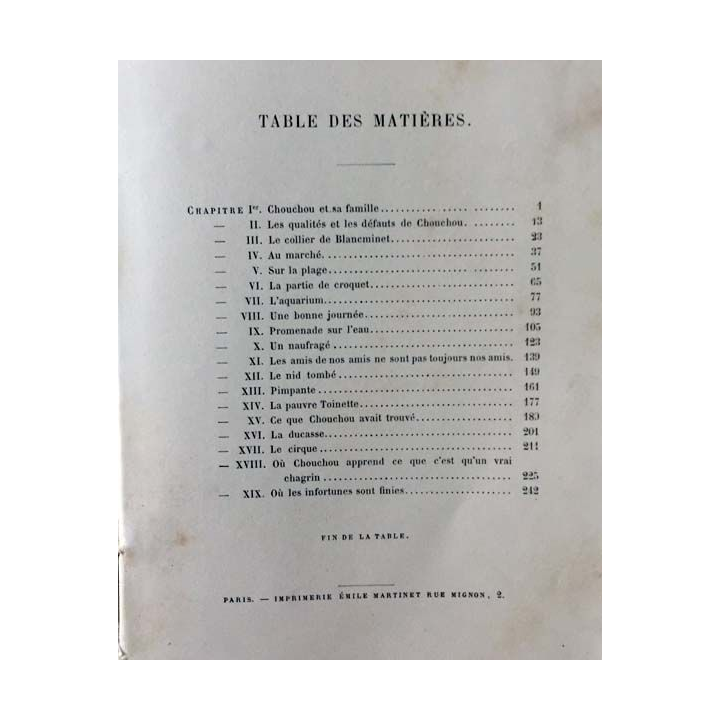 TABLE DES MATIÈRES.
CHAPITRE Ier. Chouchou et sa famille.......................... 1
— II. Les qualités et les défauts de Chouchou......... 13
— III. Le collier de Blancminet.......................... 23
— IV. Au marché...................................... 37
— V. Sur la plage..................................... 51
— VI. La partie de croquet............................. 65
— VII. L'aquarium..................................... 77
— VIII. Une bonne journée............................. 93
— IX. Promenade sur l'eau............................. 105
— X. Un naufragé.................................... 123
— XI. Les amis de nos amis ne sont pas toujours nos amis. 139
— XII. Le nid tombé................................... 149
— XIII. Pimpante...................................... 161
— XIV. La pauvre Toinette.............................. 177
— XV. Ce que Chouchou avait trouvé.................... 189
— XVI. La ducasse..................................... 201
— XVII. Le cirque...................................... 211
— XVIII. Où Chouchou apprend ce que c'est qu'un vrai
chagrin........................................ 225
— XIX. Où les infortunes sont finies...................... 242
FIN DE LA TABLE.
PARIS. — IMPRIMERIE ÉMILE MARTINET RUE MIGNON, 2.